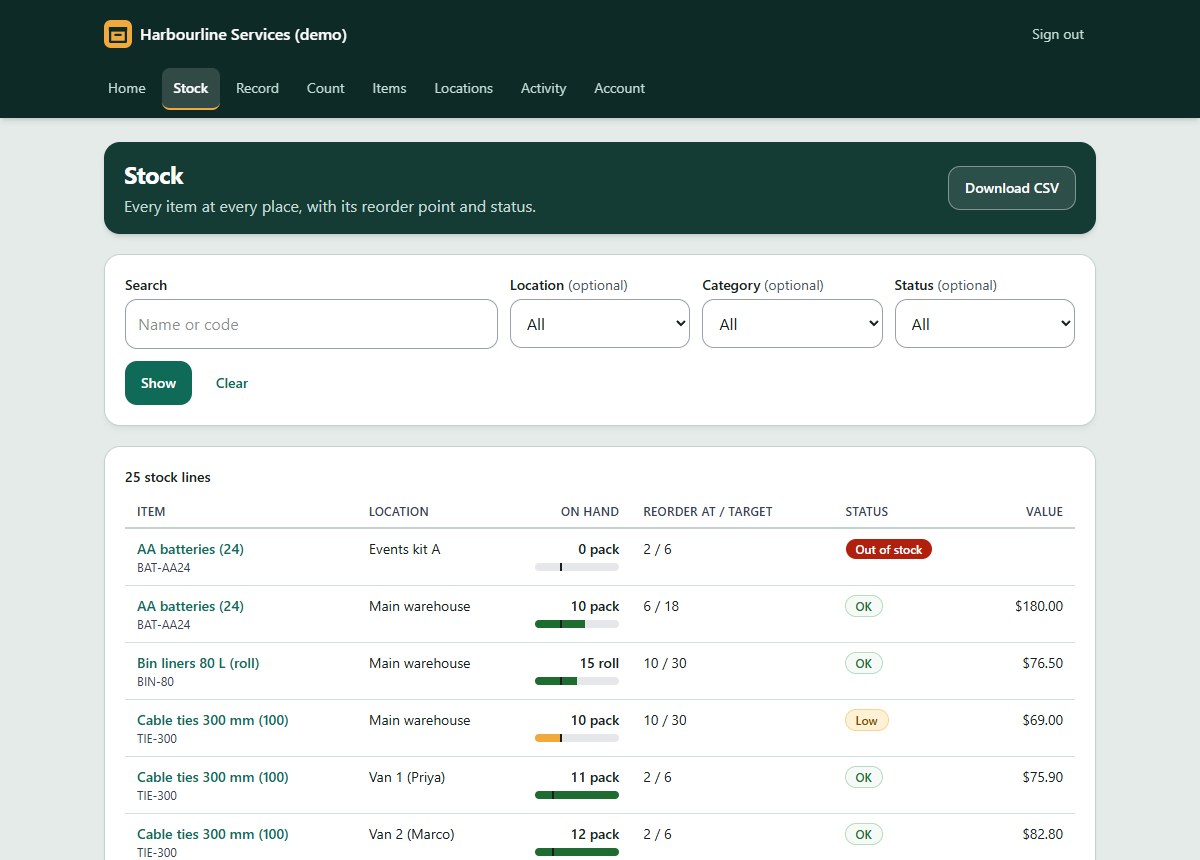 Harbourline Services (demo)
Sign out
Home Stock Record Count Items Locations Activity Account
Stock
Every item at every place, with its reorder point and status.
Download CSV
Search Location (optional) Category (optional) Status (optional)
Name or code All All All
Show Clear
25 stock lines
ITEM LOCATION ON HAND REORDER AT / TARGET STATUS VALUE
AA batteries (24) Events kit A 0 pack 2 / 6 Out of stock
BAT-AA24
AA batteries (24) Main warehouse 10 pack 6 / 18 OK $180.00
BAT-AA24
Bin liners 80 L (roll) Main warehouse 15 roll 10 / 30 OK $76.50
BIN-80
Cable ties 300 mm (100) Main warehouse 10 pack 10 / 30 Low $69.00
TIE-300
Cable ties 300 mm (100) Van 1 (Priya) 11 pack 2 / 6 OK $75.90
TIE-300
Cable ties 300 mm (100) Van 2 (Marco) 12 pack 2 / 6 OK $82.80
TIE-300